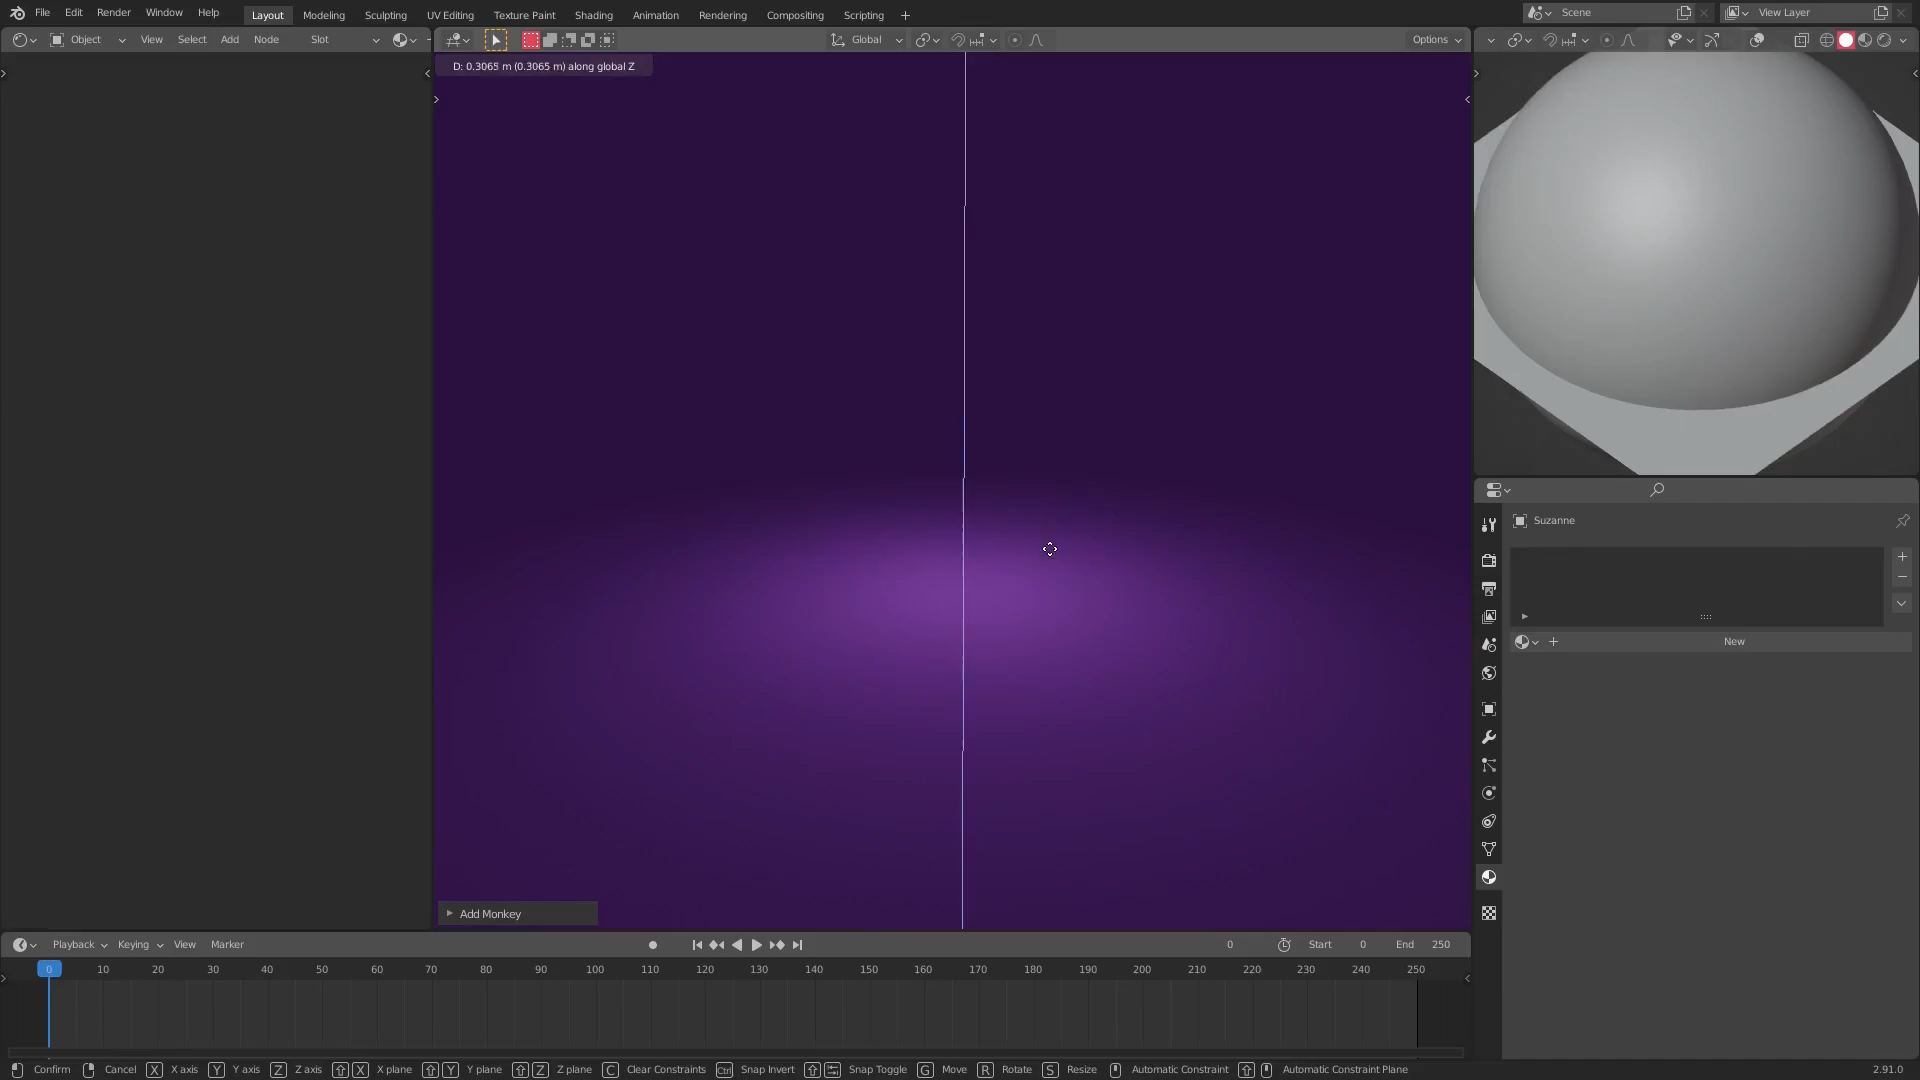 File Edit Render Window Help Layout Modeling Sculpting UV Editing Texture Paint Shading Animation Rendering Compositing Scripting + Scene View Layer
Object View Select Add Node Slot Global Options
D: 0.3065 m (0.3065 m) along global Z
Suzanne
New
Add Monkey
Playback Keying View Marker 0 Start 0 End 250
0 10 20 30 40 50 60 70 80 90 100 110 120 130 140 150 160 170 180 190 200 210 220 230 240 250
Confirm Cancel X X axis Y Y axis Z Z axis X X plane Y Y plane Z Z plane C Clear Constraints Ctrl Snap Invert Snap Toggle G Move R Rotate S Resize Automatic Constraint Automatic Constraint Plane 2.91.0